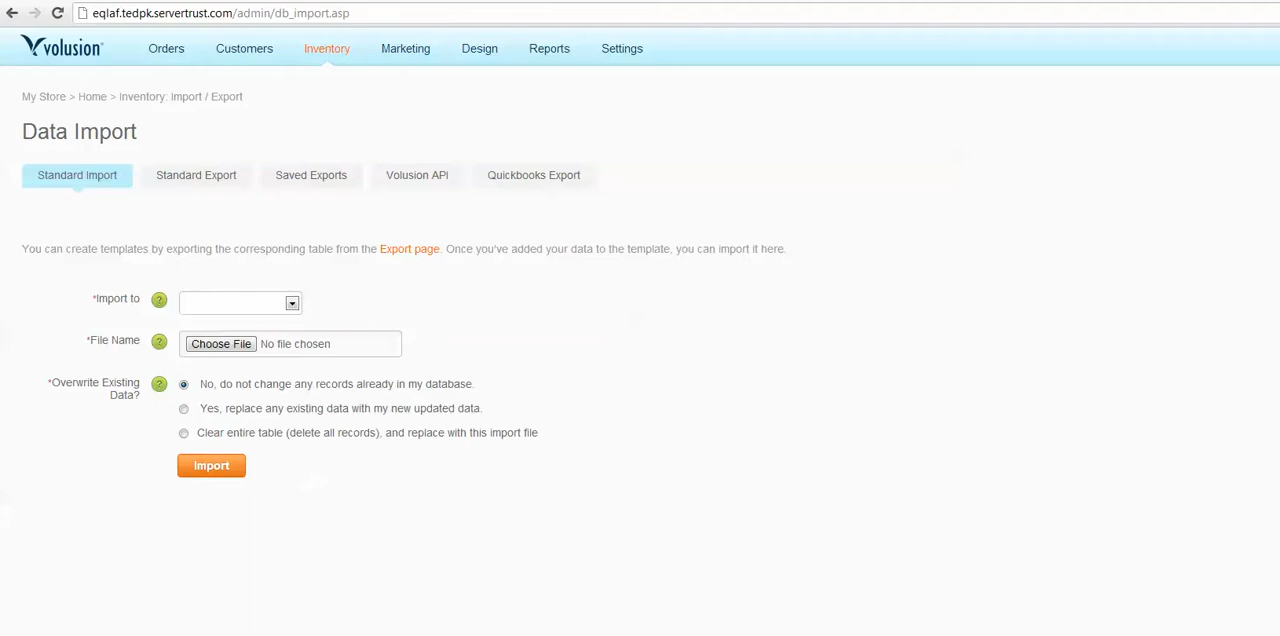 eqlaf.tedpk.servertrust.com/admin/db_import.asp
volusion Orders Customers Inventory Marketing Design Reports Settings
My Store > Home > Inventory: Import / Export
Data Import
Standard Import Standard Export Saved Exports Volusion API Quickbooks Export
You can create templates by exporting the corresponding table from the Export page. Once you've added your data to the template, you can import it here.
*Import to ?
*File Name ? Choose File No file chosen
*Overwrite Existing Data? ? No, do not change any records already in my database.
Yes, replace any existing data with my new updated data.
Clear entire table (delete all records), and replace with this import file
Import